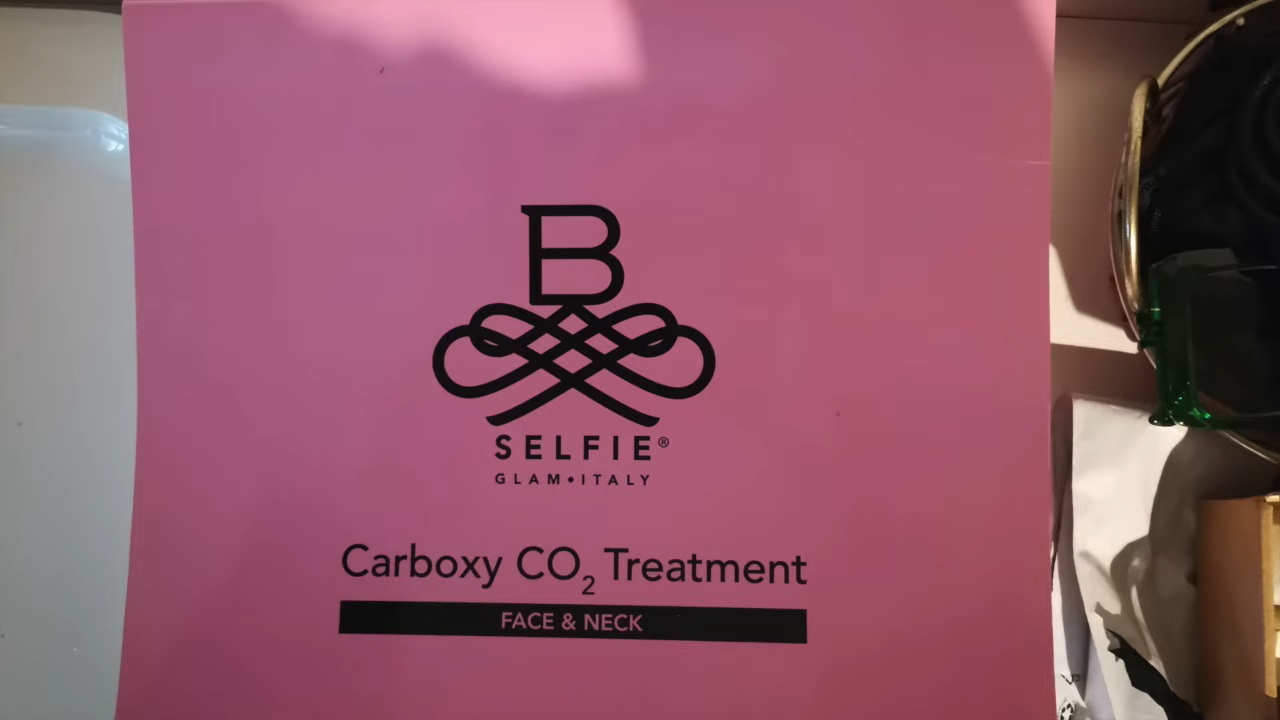 B
SELFIE®
GLAM•ITALY
Carboxy CO₂ Treatment
FACE & NECK